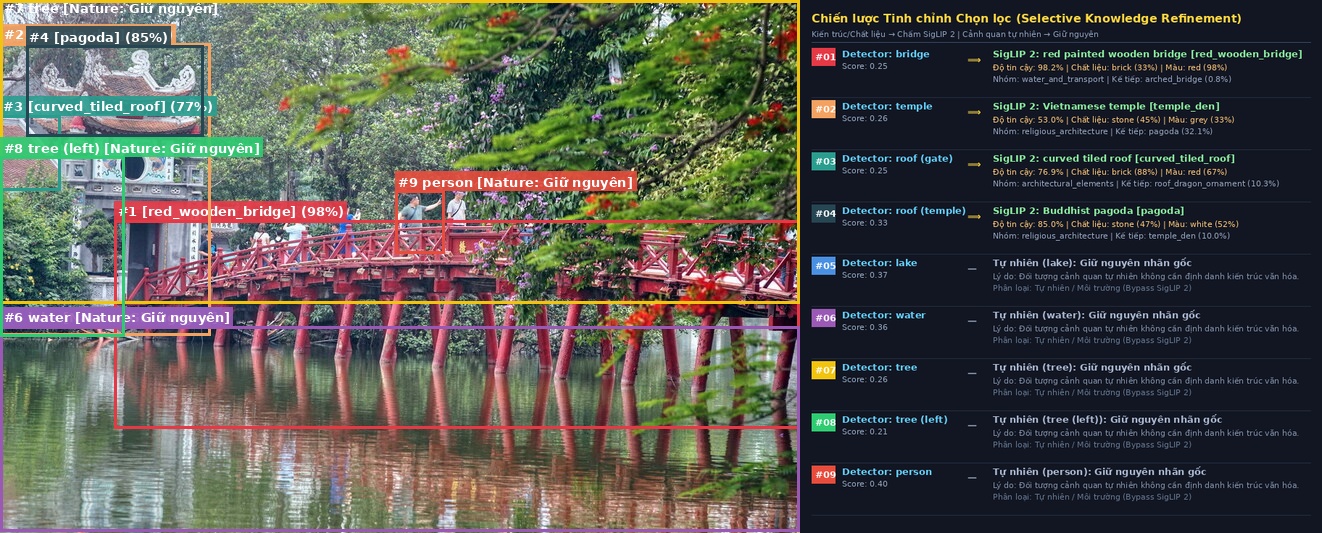 #7 tree [Nature: Giữ nguyên]
#2
#4 [pagoda] (85%)
#3 [curved_tiled_roof] (77%)
#8 tree (left) [Nature: Giữ nguyên]
#9 person [Nature: Giữ nguyên]
#1 [red_wooden_bridge] (98%)
#6 water [Nature: Giữ nguyên]
Chiến lược Tinh chỉnh Chọn lọc (Selective Knowledge Refinement)
Kiến trúc/Chất liệu → Chấm SigLIP 2 | Cảnh quan tự nhiên → Giữ nguyên
#01 Detector: bridge ⟹ SigLIP 2: red painted wooden bridge [red_wooden_bridge]
Score: 0.25 Độ tin cậy: 98.2% | Chất liệu: brick (33%) | Màu: red (98%)
Nhóm: water_and_transport | Kế tiếp: arched_bridge (0.8%)
#02 Detector: temple ⟹ SigLIP 2: Vietnamese temple [temple_den]
Score: 0.26 Độ tin cậy: 53.0% | Chất liệu: stone (45%) | Màu: grey (33%)
Nhóm: religious_architecture | Kế tiếp: pagoda (32.1%)
#03 Detector: roof (gate) ⟹ SigLIP 2: curved tiled roof [curved_tiled_roof]
Score: 0.25 Độ tin cậy: 76.9% | Chất liệu: brick (88%) | Màu: red (67%)
Nhóm: architectural_elements | Kế tiếp: roof_dragon_ornament (10.3%)
#04 Detector: roof (temple) ⟹ SigLIP 2: Buddhist pagoda [pagoda]
Score: 0.33 Độ tin cậy: 85.0% | Chất liệu: stone (47%) | Màu: white (52%)
Nhóm: religious_architecture | Kế tiếp: temple_den (10.0%)
#05 Detector: lake — Tự nhiên (lake): Giữ nguyên nhãn gốc
Score: 0.37 Lý do: Đối tượng cảnh quan tự nhiên không cần định danh kiến trúc văn hóa.
Phân loại: Tự nhiên / Môi trường (Bypass SigLIP 2)
#06 Detector: water — Tự nhiên (water): Giữ nguyên nhãn gốc
Score: 0.36 Lý do: Đối tượng cảnh quan tự nhiên không cần định danh kiến trúc văn hóa.
Phân loại: Tự nhiên / Môi trường (Bypass SigLIP 2)
#07 Detector: tree — Tự nhiên (tree): Giữ nguyên nhãn gốc
Score: 0.26 Lý do: Đối tượng cảnh quan tự nhiên không cần định danh kiến trúc văn hóa.
Phân loại: Tự nhiên / Môi trường (Bypass SigLIP 2)
#08 Detector: tree (left) — Tự nhiên (tree (left)): Giữ nguyên nhãn gốc
Score: 0.21 Lý do: Đối tượng cảnh quan tự nhiên không cần định danh kiến trúc văn hóa.
Phân loại: Tự nhiên / Môi trường (Bypass SigLIP 2)
#09 Detector: person — Tự nhiên (person): Giữ nguyên nhãn gốc
Score: 0.40 Lý do: Đối tượng cảnh quan tự nhiên không cần định danh kiến trúc văn hóa.
Phân loại: Tự nhiên / Môi trường (Bypass SigLIP 2)